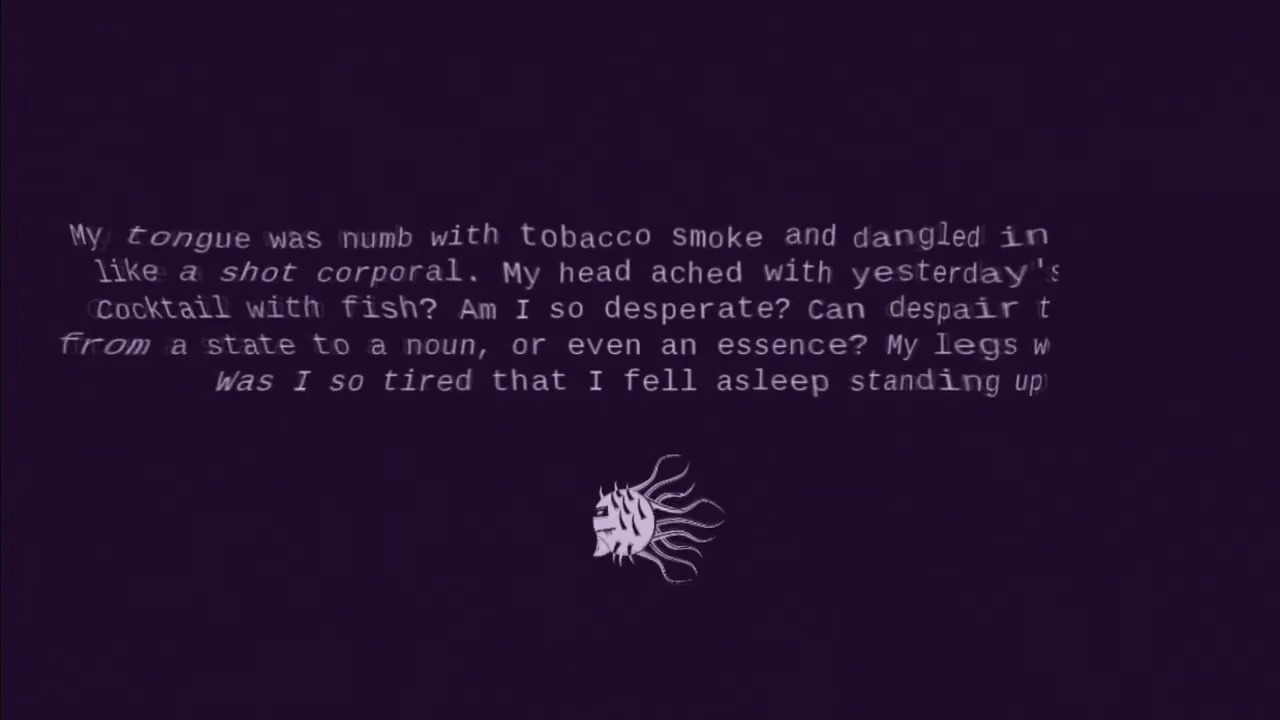 My tongue was numb with tobacco smoke and dangled in
like a shot corporal. My head ached with yesterday's
Cocktail with fish? Am I so desperate? Can despair t
from a state to a noun, or even an essence? My legs w
Was I so tired that I fell asleep standing up